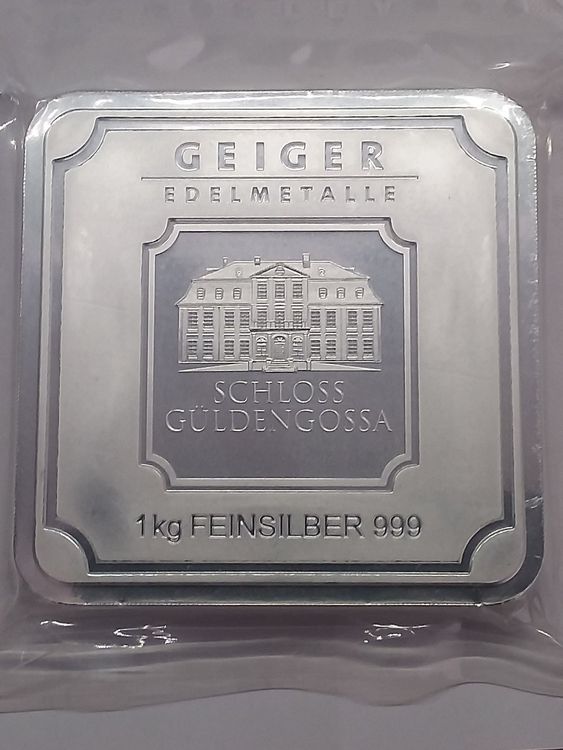 GEIGER
EDELMETALLE
SCHLOSS
GÜLDENGOSSA
1kg FEINSILBER 999